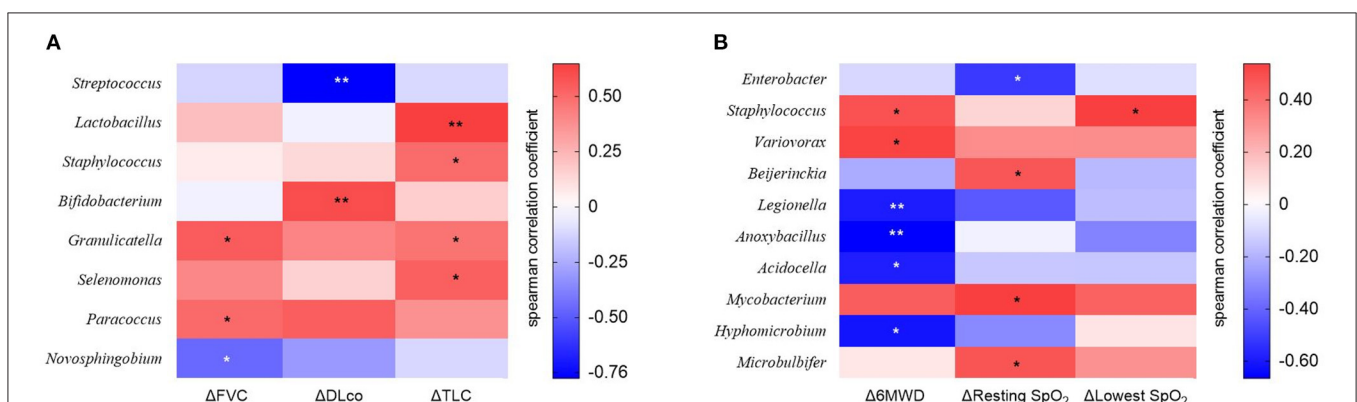 A
Streptococcus
**
Lactobacillus
**
Staphylococcus
*
Bifidobacterium
**
Granulicatella
* *
Selenomonas
*
Paracoccus
*
Novosphingobium
*
ΔFVC ΔDLco ΔTLC
0.50
0.25
0
-0.25
-0.50
-0.76
spearman correlation coefficient
B
Enterobacter
*
Staphylococcus
* *
Variovorax
*
Beijerinckia
*
Legionella
**
Anoxybacillus
**
Acidocella
*
Mycobacterium
*
Hyphomicrobium
*
Microbulbifer
*
Δ6MWD ΔResting SpO₂ ΔLowest SpO₂
0.40
0.20
0
-0.20
-0.40
-0.60
spearman correlation coefficient